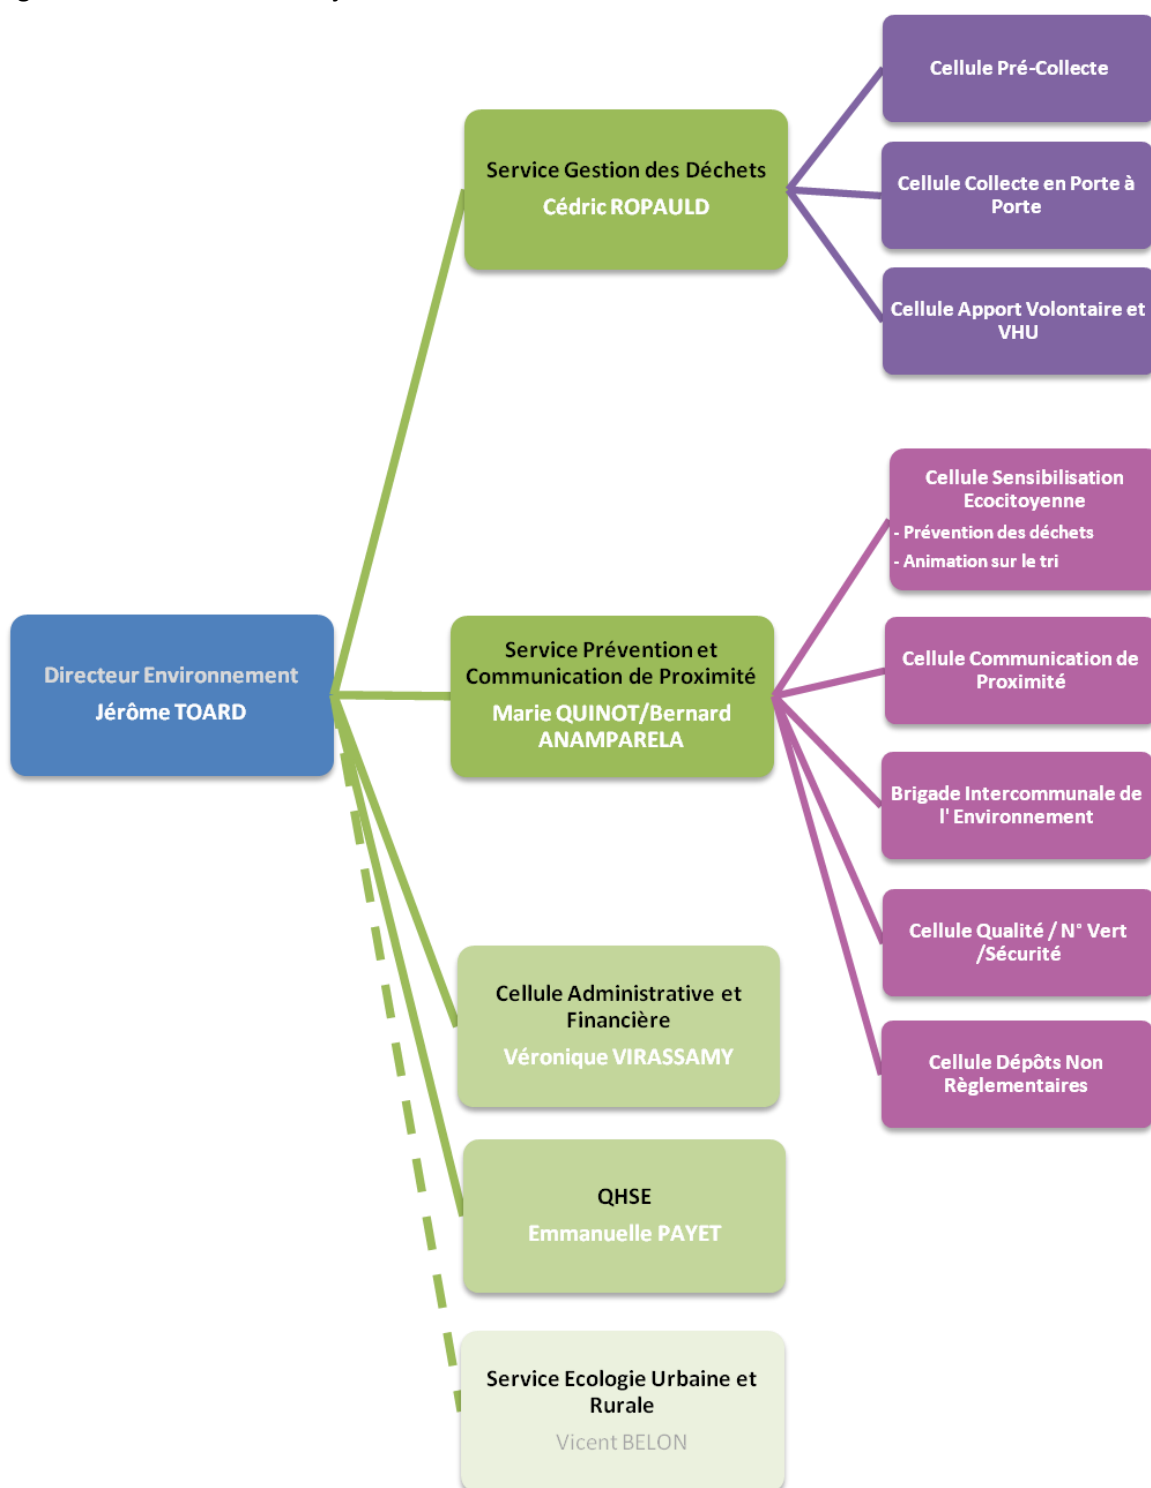 Directeur Environnement
Jérôme TOARD
Service Gestion des Déchets
Cédric ROPAULD
Cellule Pré-Collecte
Cellule Collecte en Porte à
Porte
Cellule Apport Volontaire et
VHU
Service Prévention et
Communication de Proximité
Marie QUINOT/Bernard
ANAMPARELA
Cellule Sensibilisation
Ecocitoyenne
- Prévention des déchets
- Animation sur le tri
Cellule Communication de
Proximité
Brigade Intercommunale de
l' Environnement
Cellule Qualité / N° Vert
/Sécurité
Cellule Dépôts Non
Règlementaires
Cellule Administrative et
Financière
Véronique VIRASSAMY
QHSE
Emmanuelle PAYET
Service Ecologie Urbaine et
Rurale
Vicent BELON